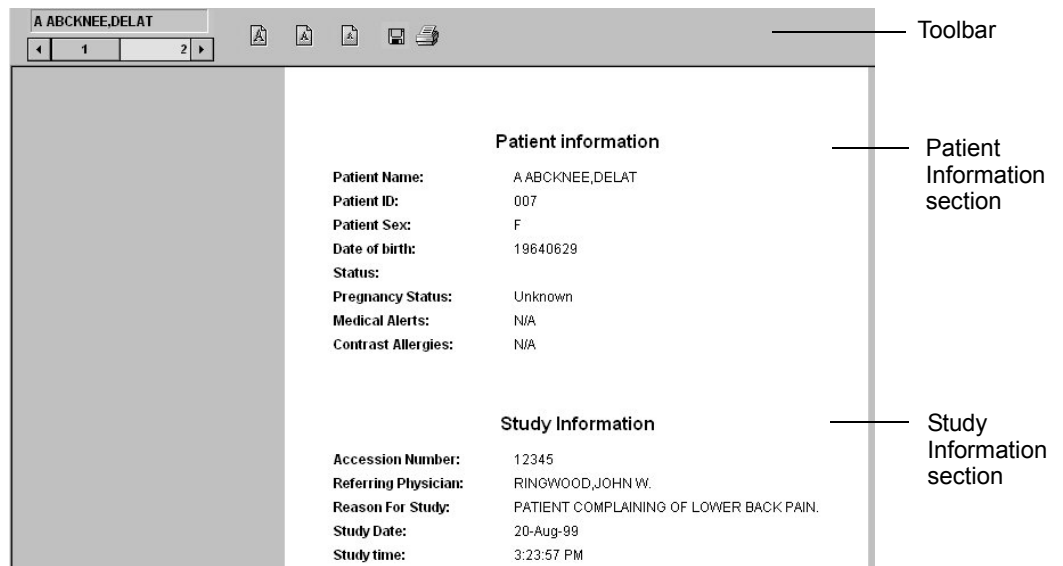 A ABCKNEE,DELAT
1 2
A A A
Toolbar
Patient information
Patient
Information
section
Patient Name: A ABCKNEE,DELAT
Patient ID: 007
Patient Sex: F
Date of birth: 19640629
Status:
Pregnancy Status: Unknown
Medical Alerts: N/A
Contrast Allergies: N/A
Study Information
Study
Information
section
Accession Number: 12345
Referring Physician: RINGWOOD,JOHN W.
Reason For Study: PATIENT COMPLAINING OF LOWER BACK PAIN.
Study Date: 20-Aug-99
Study time: 3:23:57 PM